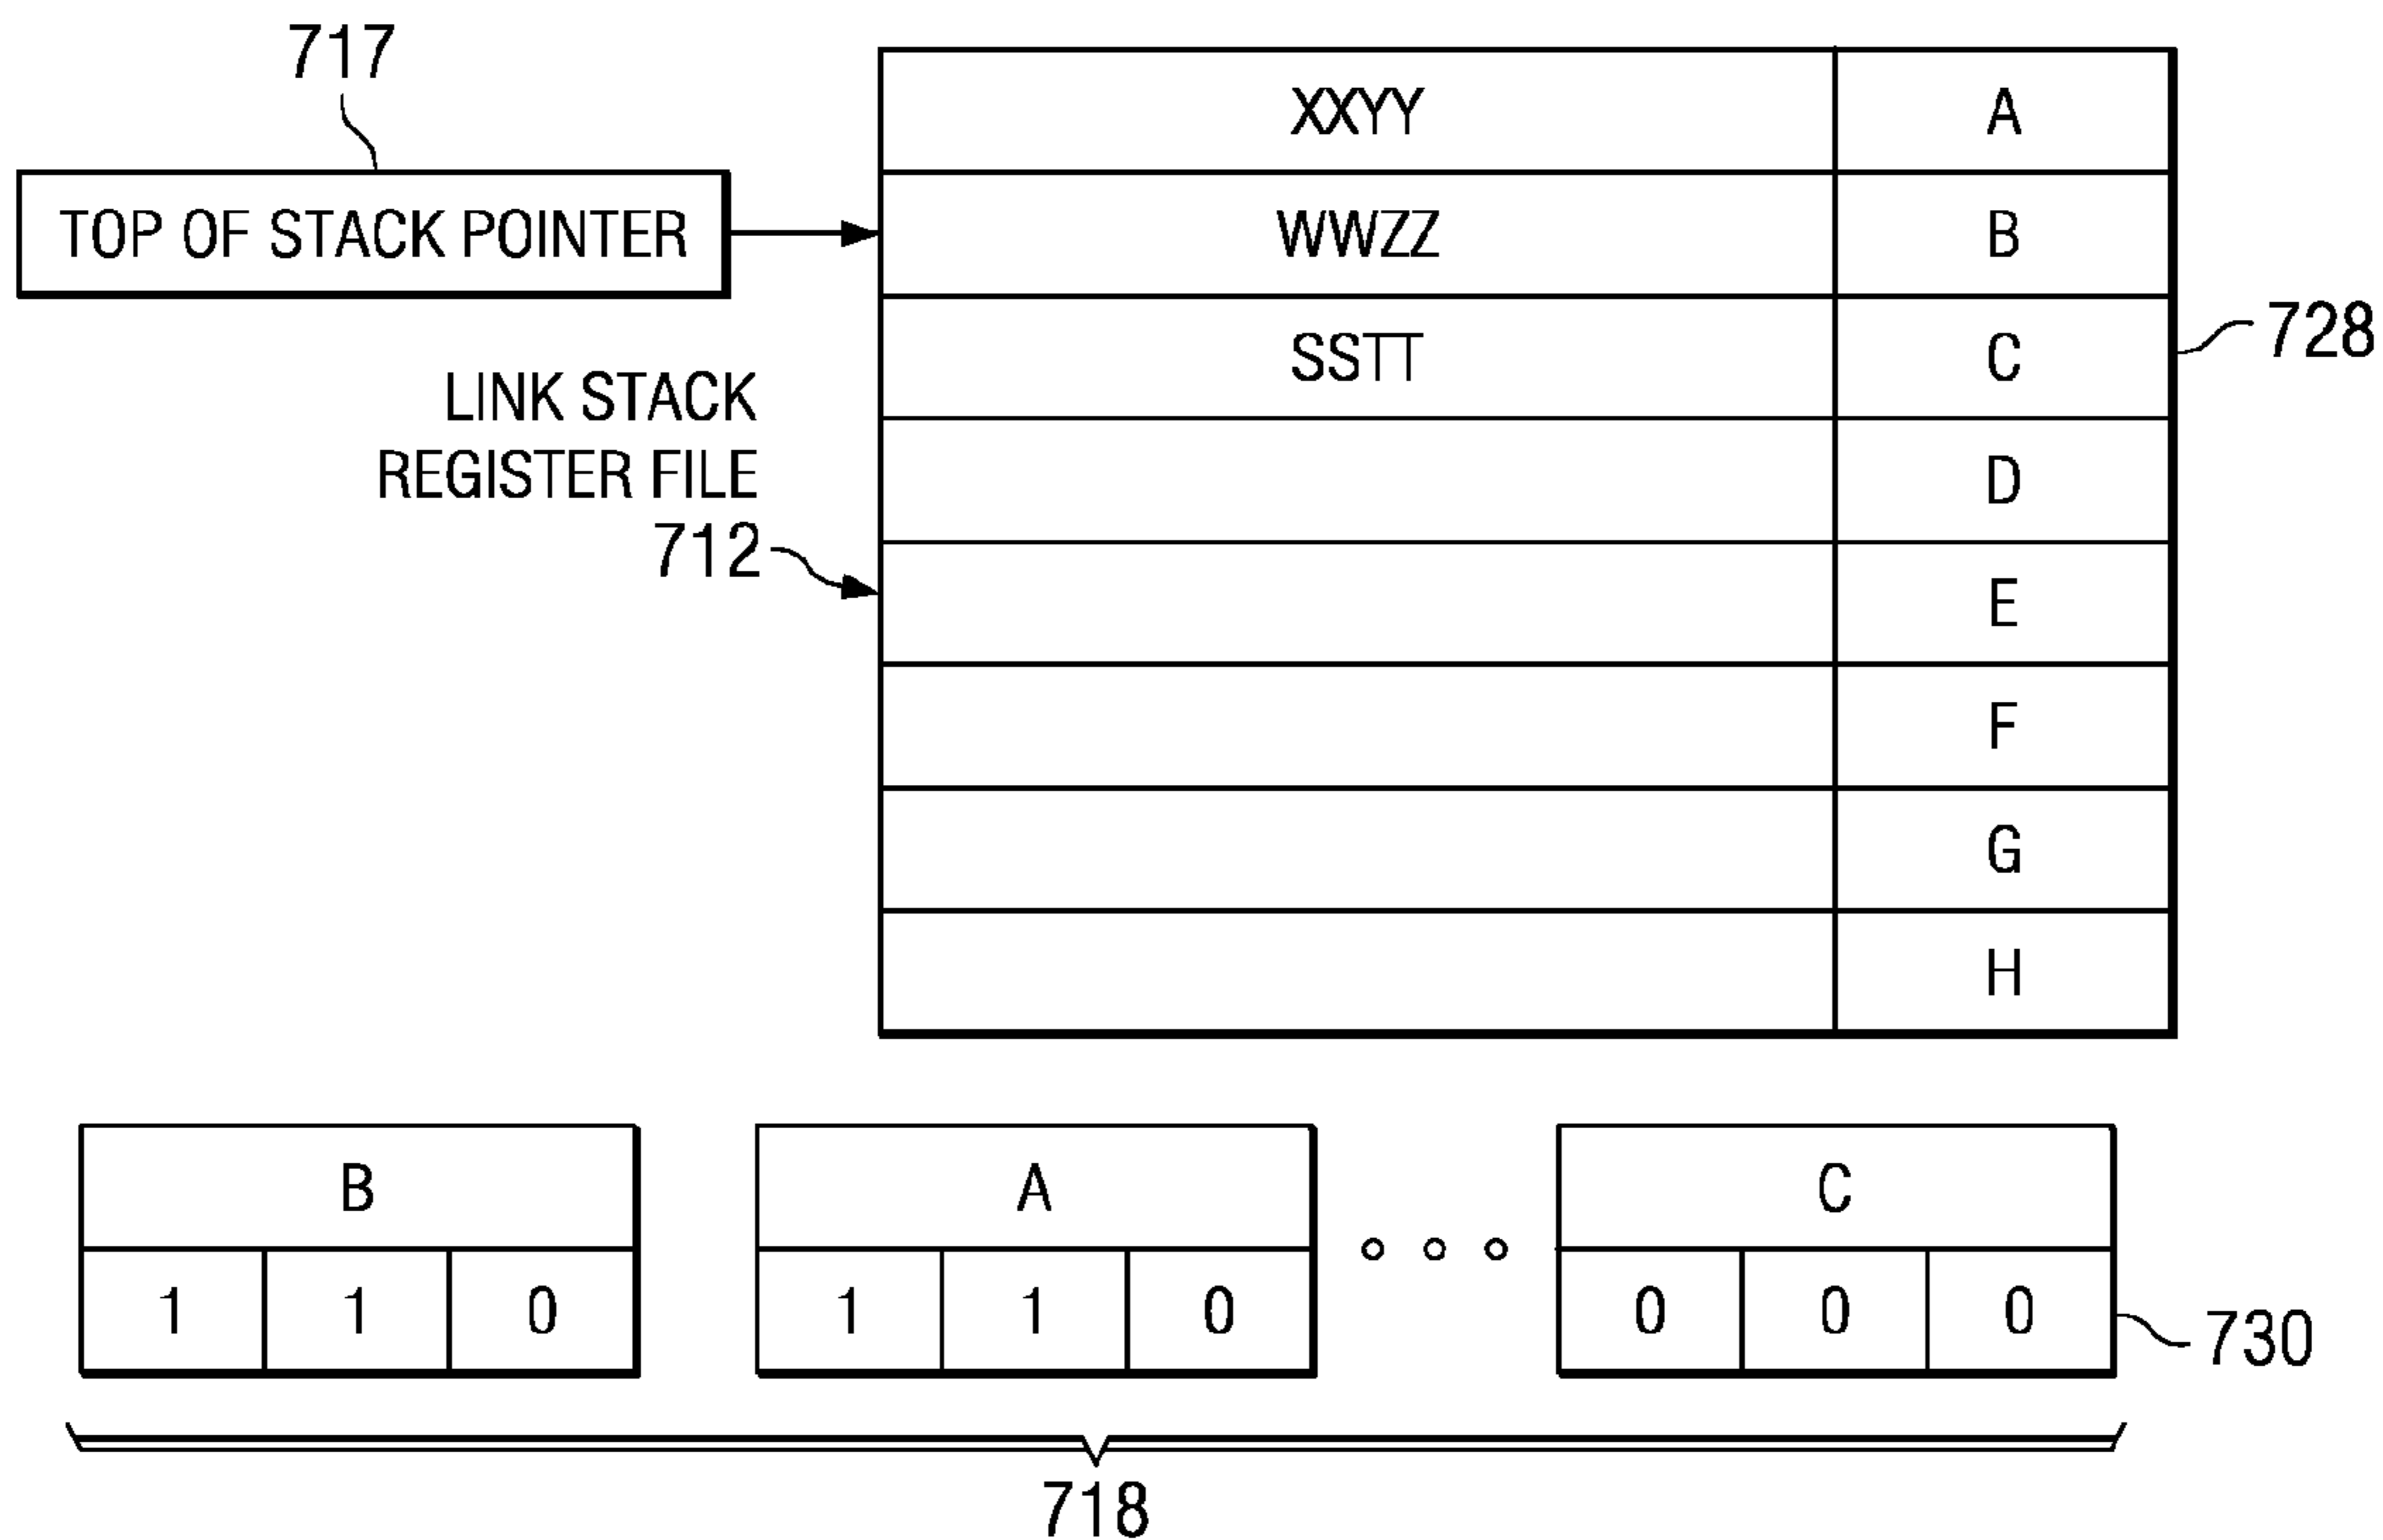 717
TOP OF STACK POINTER
XXYY A
WWZZ B
SSTT C
728
LINK STACK
REGISTER FILE
712
D
E
F
G
H
B A C
1 1 0 1 1 0 0 0 0
730
718